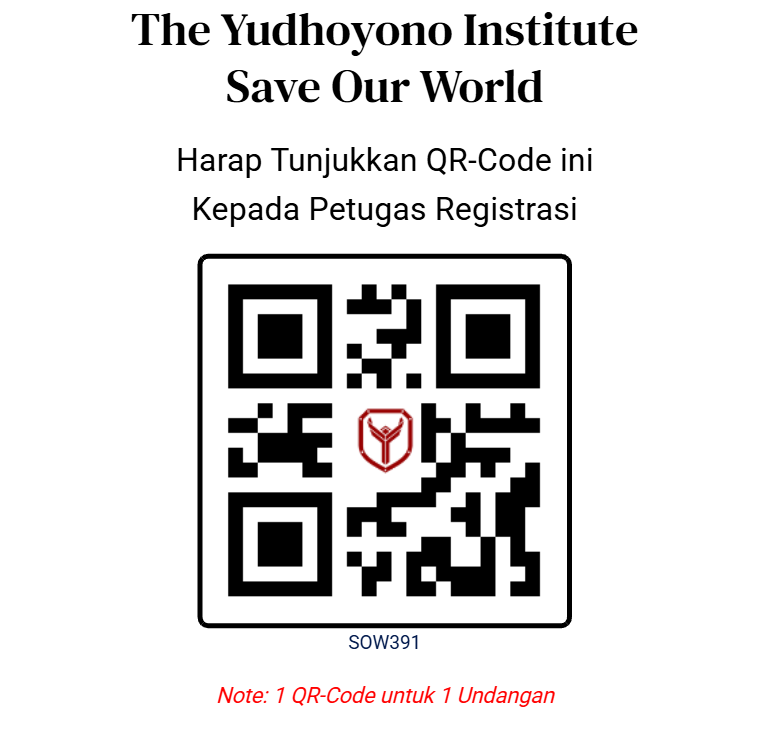 The Yudhoyono Institute
Save Our World
Harap Tunjukkan QR-Code ini
Kepada Petugas Registrasi
SOW391
Note: 1 QR-Code untuk 1 Undangan